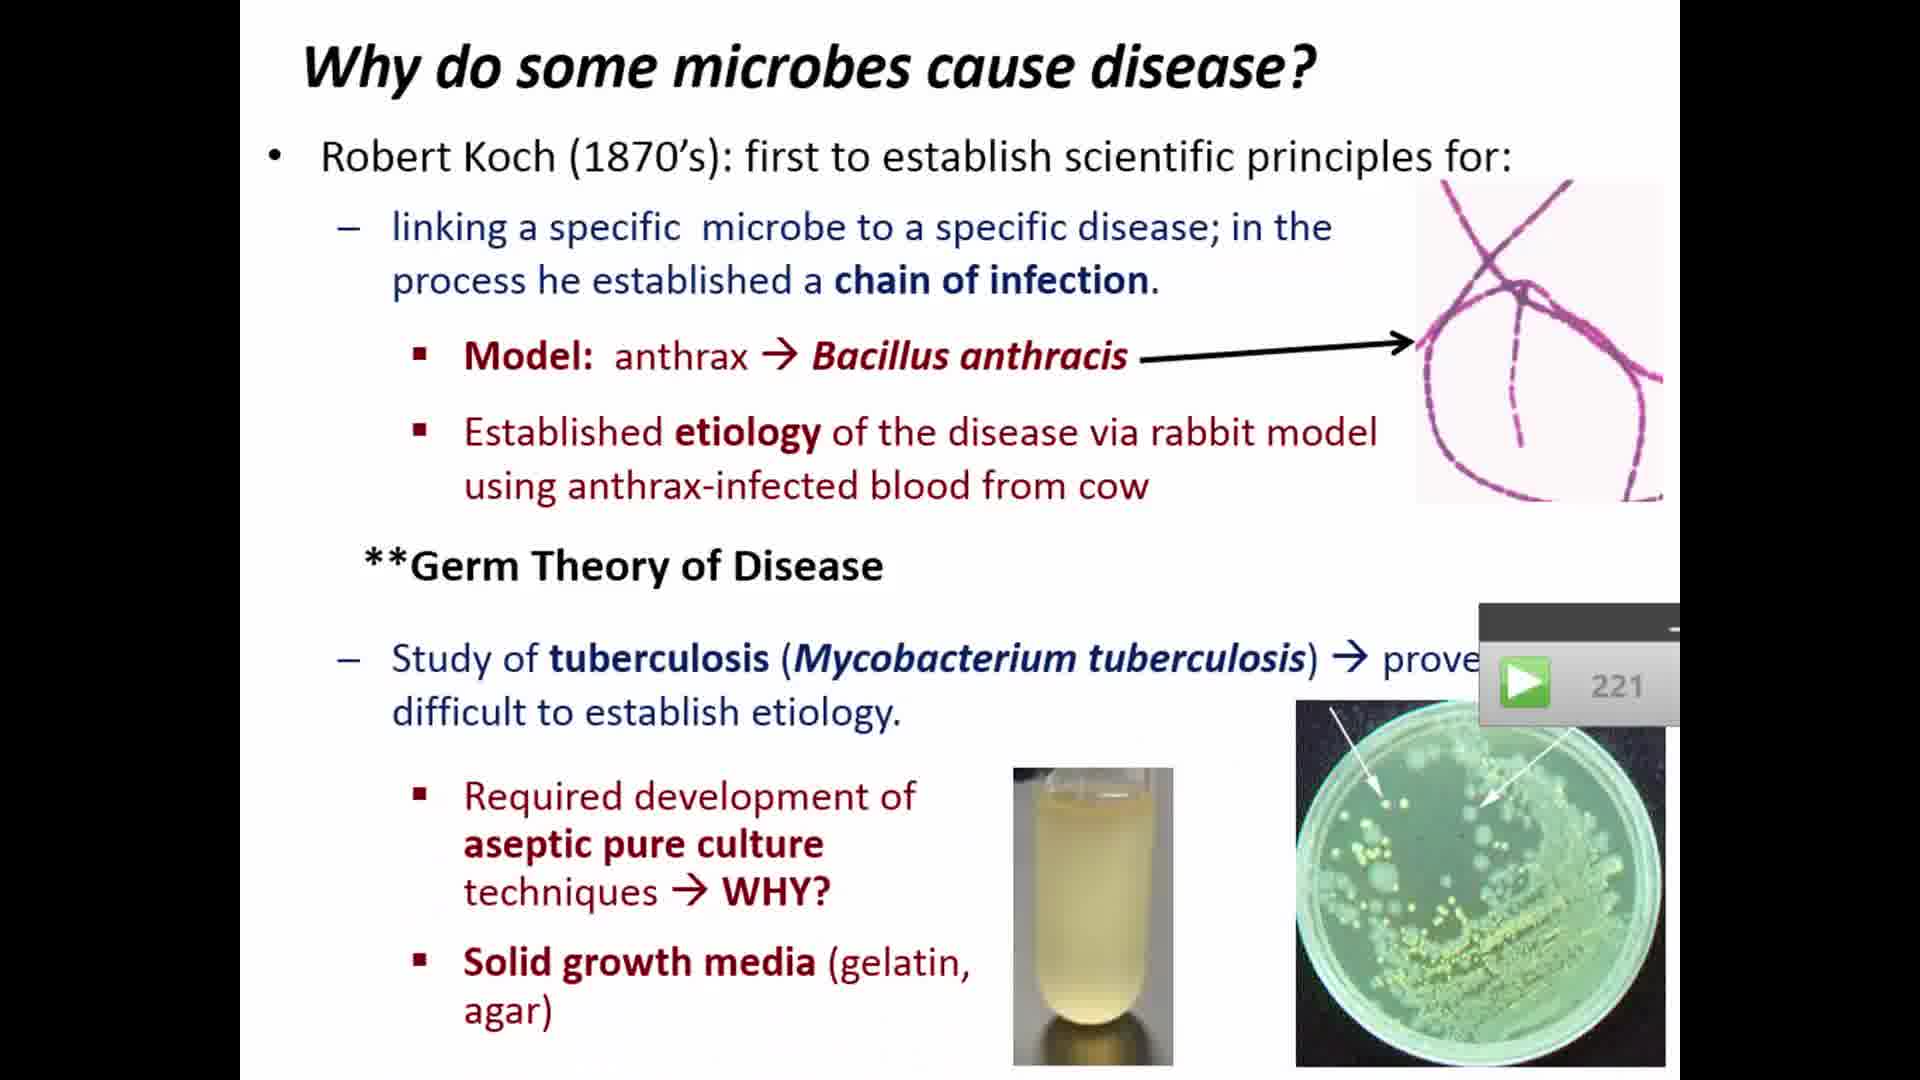 Why do some microbes cause disease?
• Robert Koch (1870’s): first to establish scientific principles for:
– linking a specific microbe to a specific disease; in the
process he established a chain of infection.
▪ Model: anthrax → Bacillus anthracis
▪ Established etiology of the disease via rabbit model
using anthrax-infected blood from cow
**Germ Theory of Disease
– Study of tuberculosis (Mycobacterium tuberculosis) → prove
difficult to establish etiology.
221
▪ Required development of
aseptic pure culture
techniques → WHY?
▪ Solid growth media (gelatin,
agar)